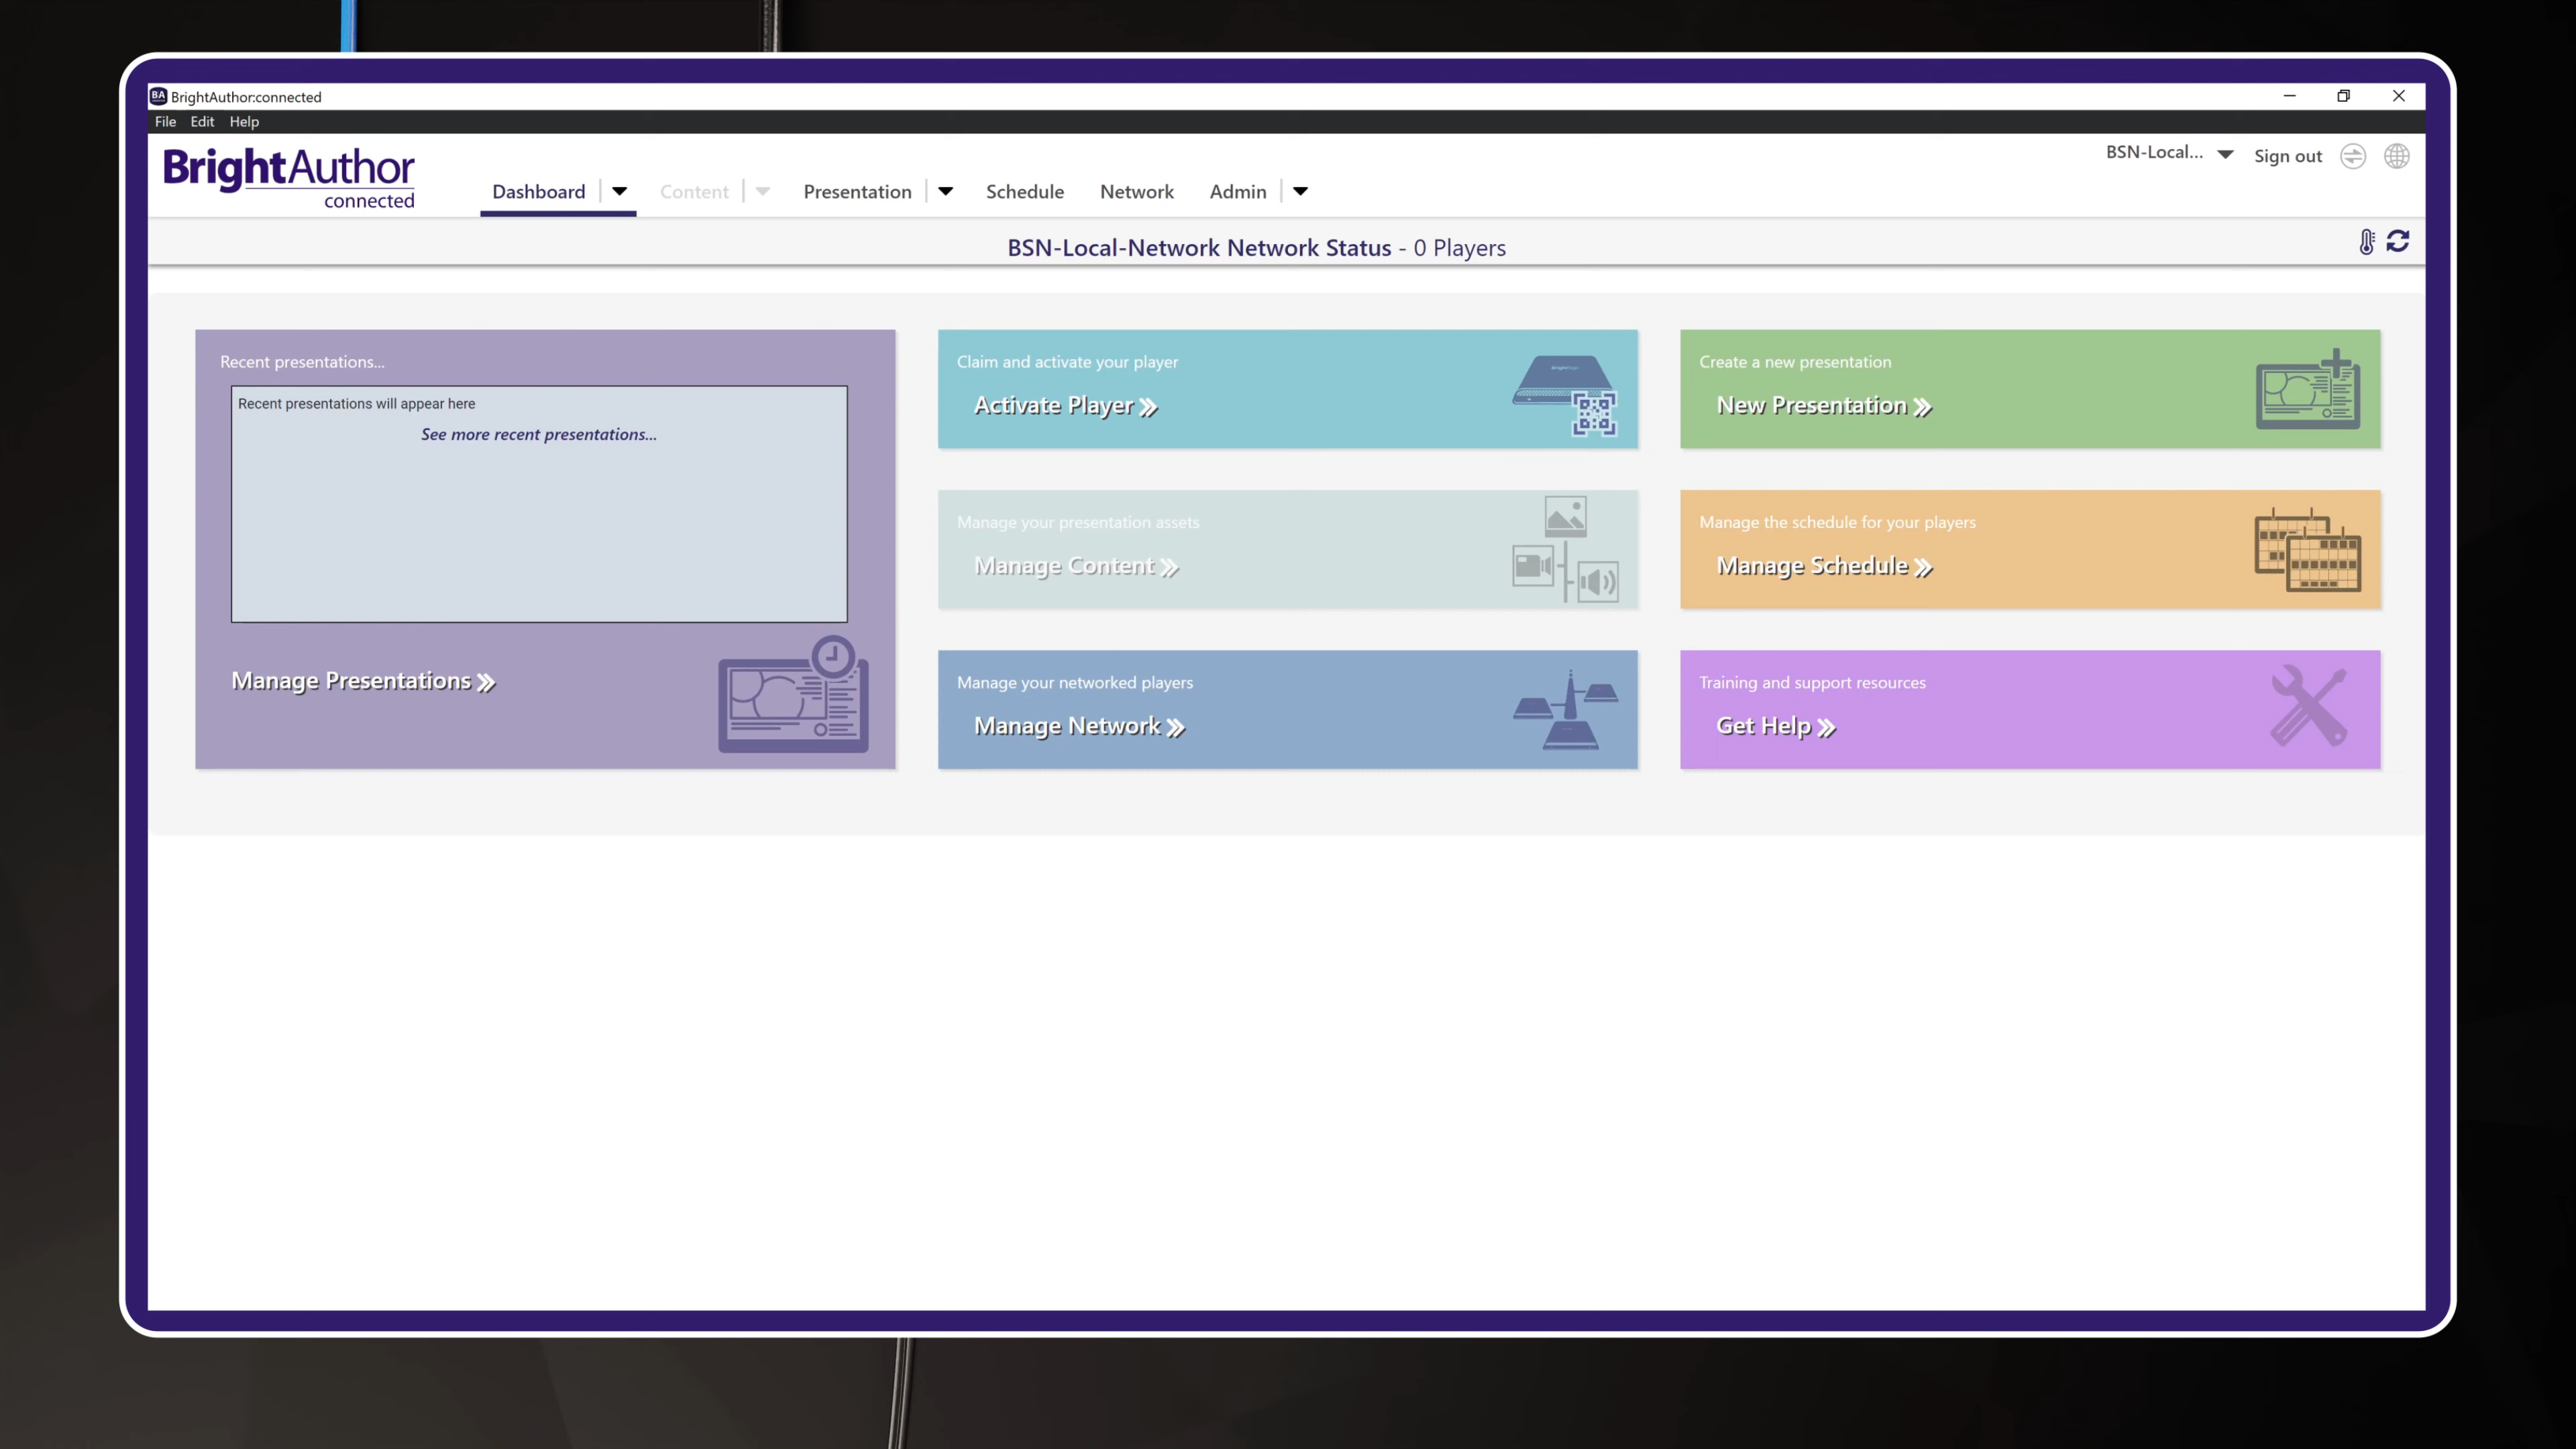 BA BrightAuthor:connected
File Edit Help
BrightAuthor
connected
Dashboard Content Presentation Schedule Network Admin
BSN-Local... Sign out
BSN-Local-Network Network Status - 0 Players
Recent presentations...
Recent presentations will appear here
See more recent presentations...
Manage Presentations
Claim and activate your player
Activate Player
Create a new presentation
New Presentation
Manage your presentation assets
Manage Content
Manage the schedule for your players
Manage Schedule
Manage your networked players
Manage Network
Training and support resources
Get Help